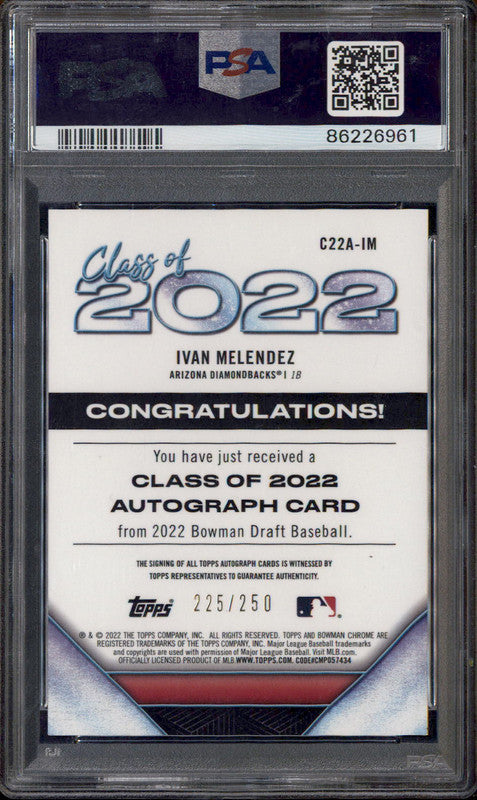 PSA
PSA
86226961
C22A-IM
Class of
2022
IVAN MELENDEZ
ARIZONA DIAMONDBACKS® | 1B
CONGRATULATIONS!
You have just received a
CLASS OF 2022
AUTOGRAPH CARD
from 2022 Bowman Draft Baseball.
THE SIGNING OF ALL TOPPS AUTOGRAPH CARDS IS WITNESSED BY
TOPPS REPRESENTATIVES TO GUARANTEE AUTHENTICITY.
Topps 225/250
® & © 2022 THE TOPPS COMPANY, INC. ALL RIGHTS RESERVED. TOPPS AND BOWMAN CHROME ARE
REGISTERED TRADEMARKS OF THE TOPPS COMPANY, INC. Major League Baseball trademarks
and copyrights are used with permission of Major League Baseball. Visit MLB.com.
OFFICIALLY LICENSED PRODUCT OF MLB WWW.TOPPS.COM. CODE#CMP057434
PSA